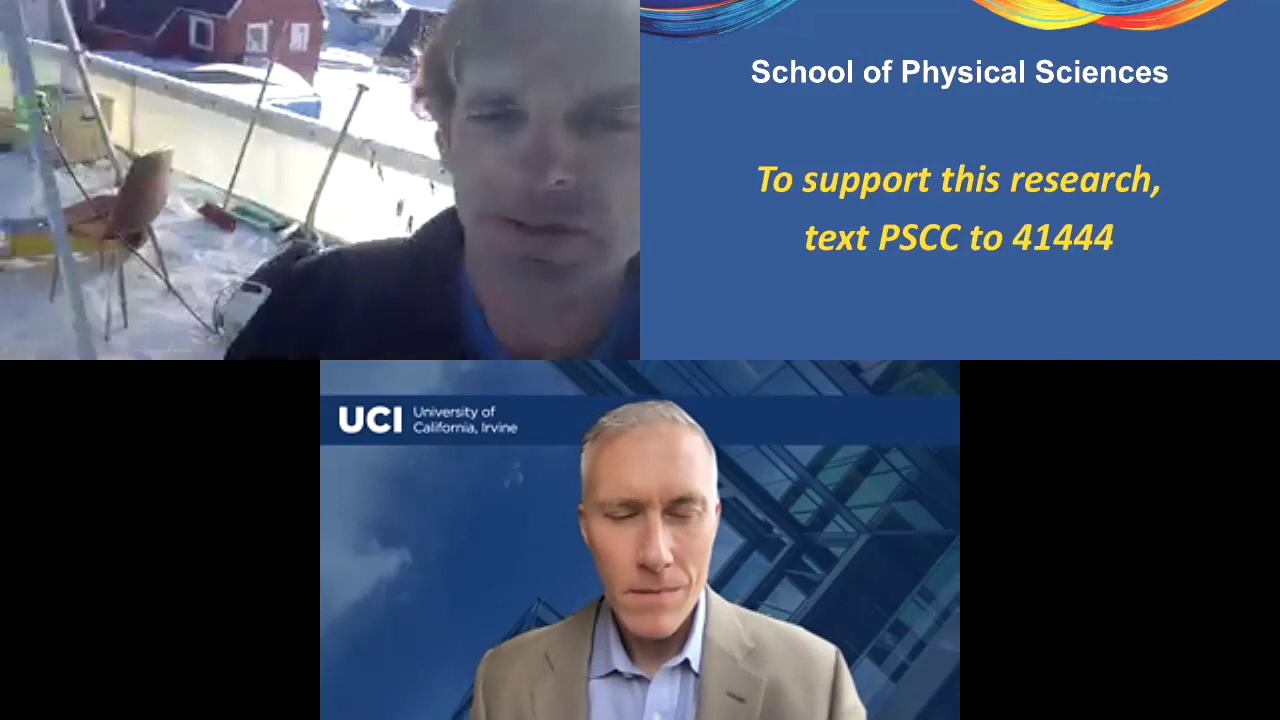 School of Physical Sciences
To support this research,
text PSCC to 41444
UCI
University of
California, Irvine